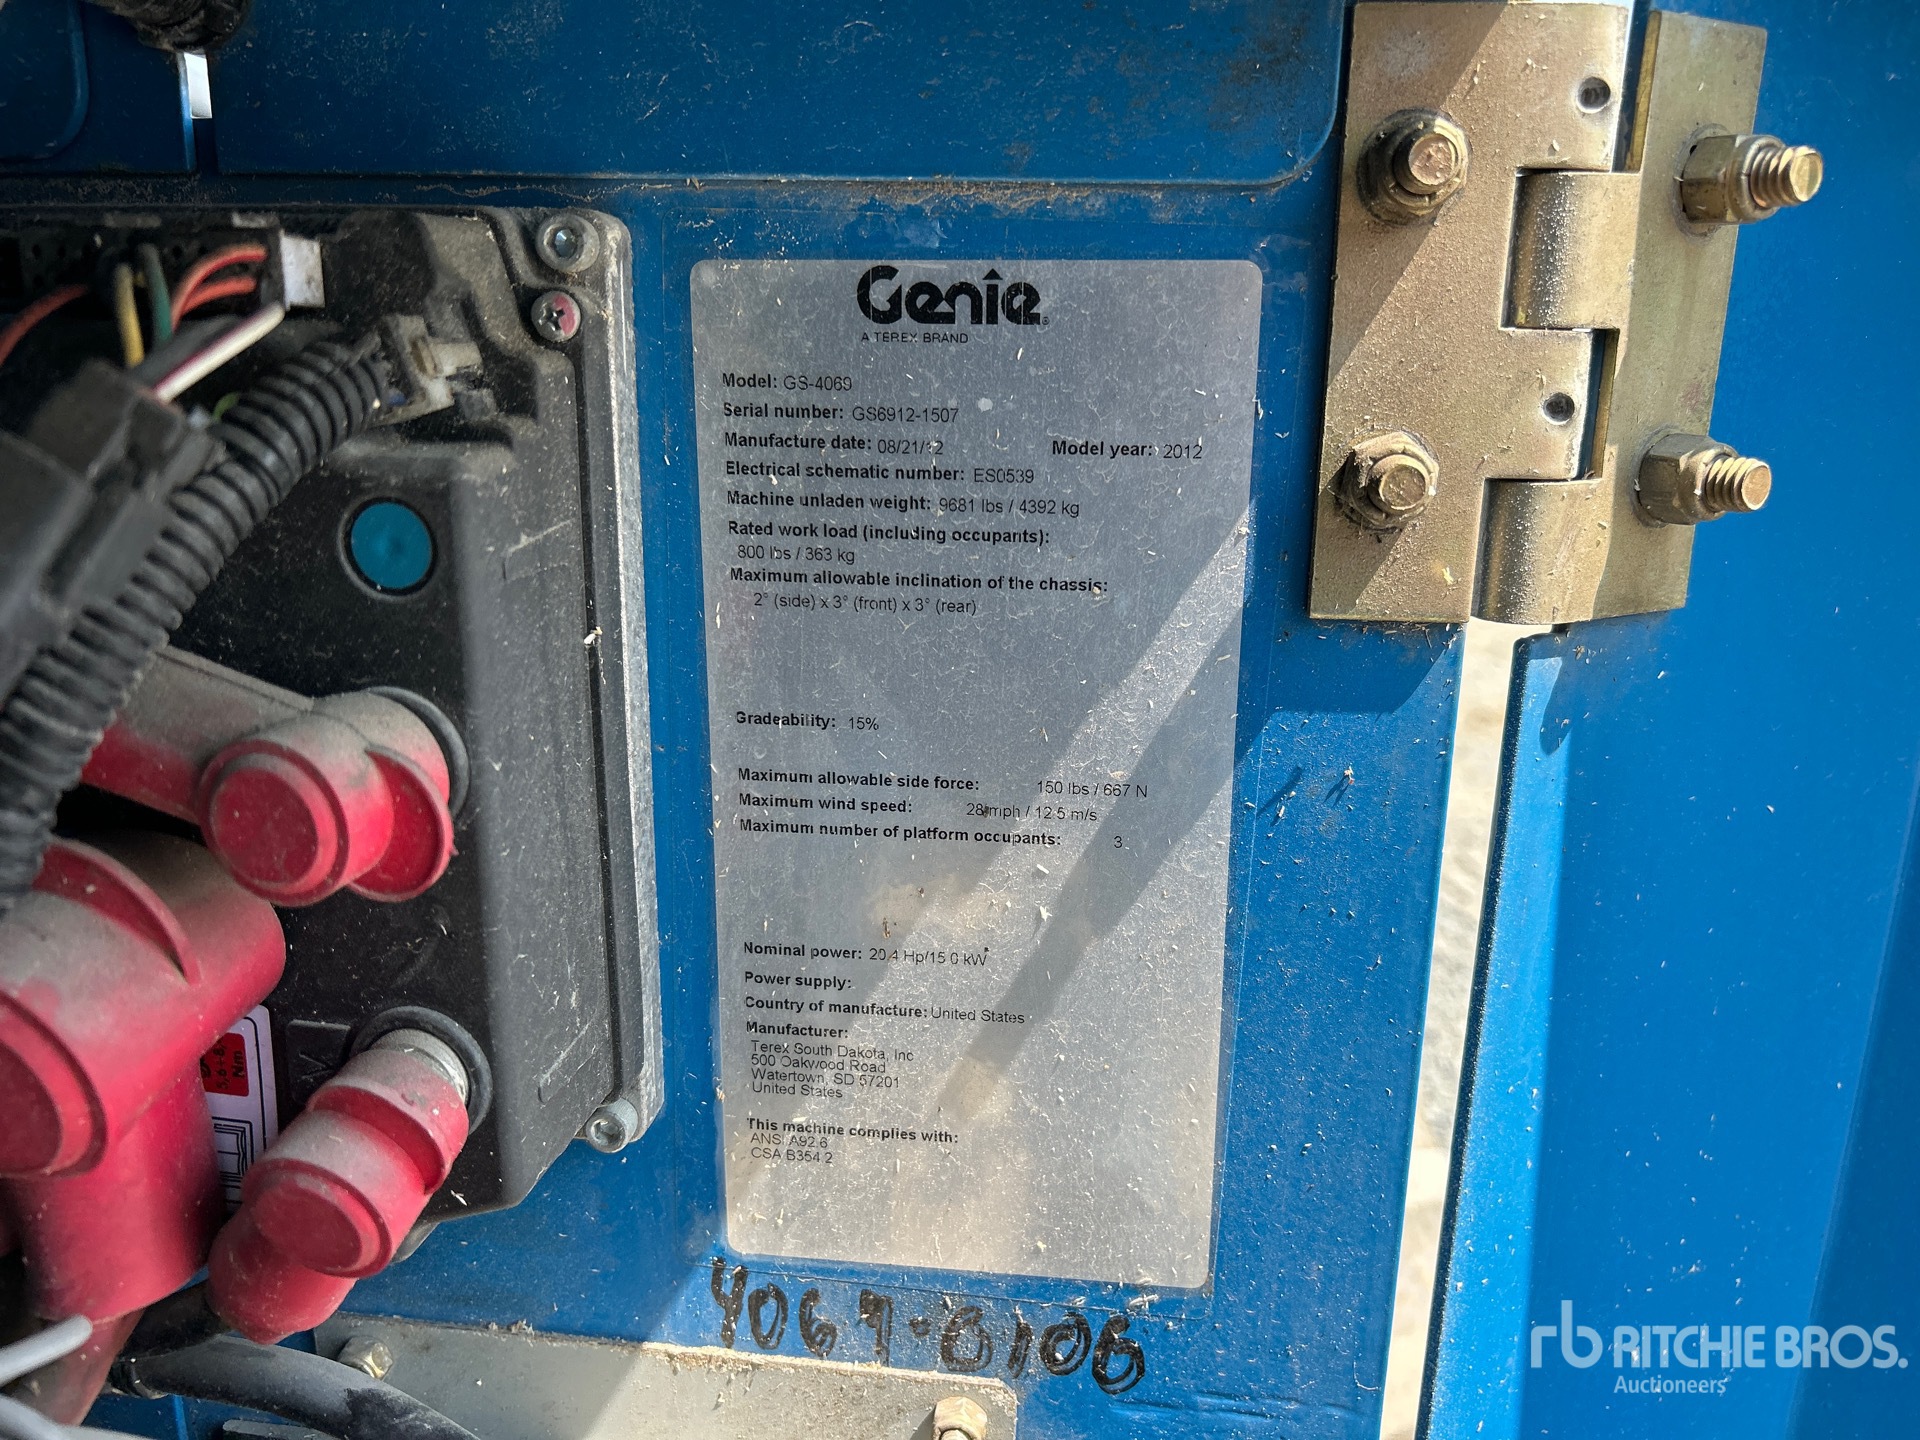 Genie
A TEREX BRAND
Model: GS-4069
Serial number: GS6912-1507
Manufacture date: 08/21/12 Model year: 2012
Electrical schematic number: ES0539
Machine unladen weight: 9681 lbs / 4392 kg
Rated work load (including occupants):
800 lbs / 363 kg
Maximum allowable inclination of the chassis:
2° (side) x 3° (front) x 3° (rear)
Gradeability: 15%
Maximum allowable side force: 150 lbs / 667 N
Maximum wind speed: 28 mph / 12.5 m/s
Maximum number of platform occupants: 3
Nominal power: 20.4 Hp/15.0 kW
Power supply:
Country of manufacture: United States
Manufacturer:
Terex South Dakota, Inc
500 Oakwood Road
Watertown, SD 57201
United States
This machine complies with:
ANSI A92.6
CSA B354.2
4069-0106
Nm
rb RITCHIE BROS.
Auctioneers